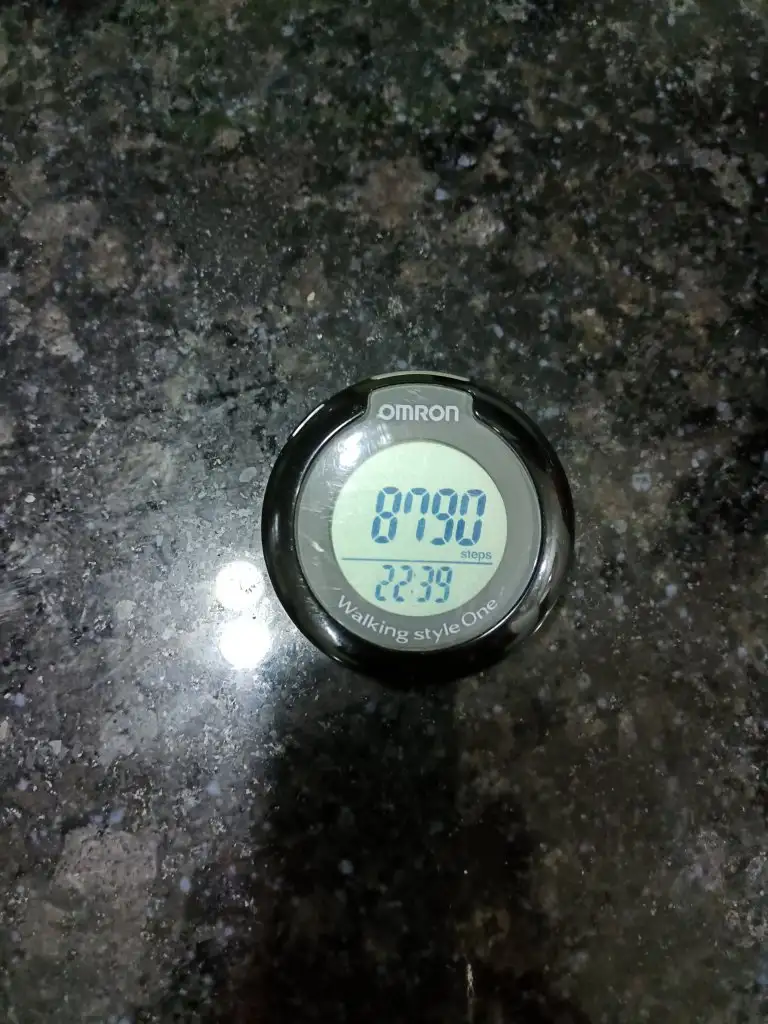 OMRON
8790
steps
22:39
Walking style One